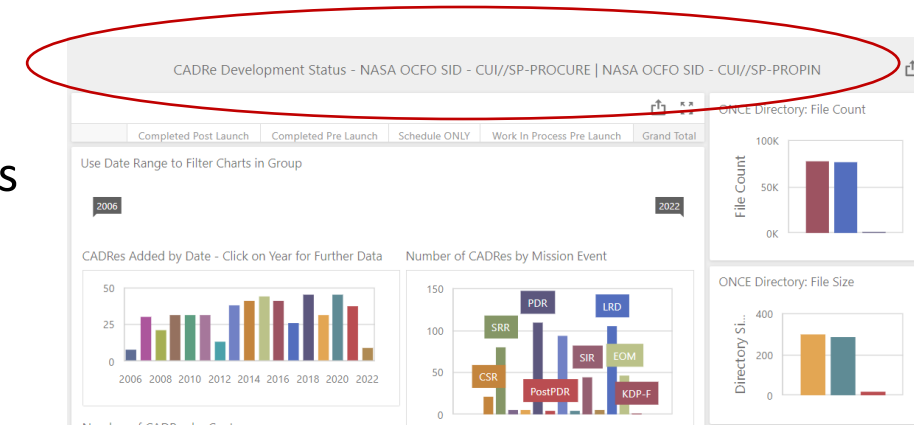 CADRe Development Status - NASA OCFO SID - CUI//SP-PROCURE | NASA OCFO SID - CUI//SP-PROPIN
Completed Post Launch Completed Pre Launch Schedule ONLY Work In Process Pre Launch Grand Total
s
Use Date Range to Filter Charts in Group
2006 2022
CADRes Added by Date - Click on Year for Further Data
50
25
0
2006 2008 2010 2012 2014 2016 2018 2020 2022
Number of CADRes by Mission Event
150
100
50
0
PDR
LRD
SRR
SIR
EOM
CSR
PostPDR
KDP-F
ONCE Directory: File Count
File Count
100K
50K
0K
ONCE Directory: File Size
Directory Si...
400
200
0